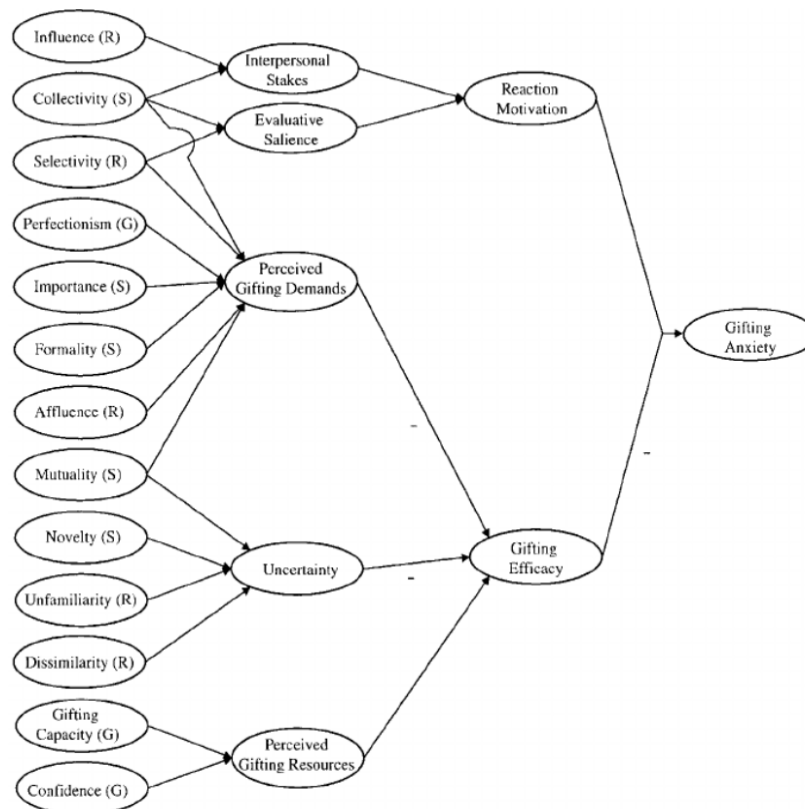 Influence (R)
Collectivity (S)
Selectivity (R)
Perfectionism (G)
Importance (S)
Formality (S)
Affluence (R)
Mutuality (S)
Novelty (S)
Unfamiliarity (R)
Dissimilarity (R)
Gifting
Capacity (G)
Confidence (G)
Interpersonal
Stakes
Evaluative
Salience
Perceived
Gifting Demands
Uncertainty
Perceived
Gifting Resources
Reaction
Motivation
-
-
Gifting
Efficacy
-
Gifting
Anxiety